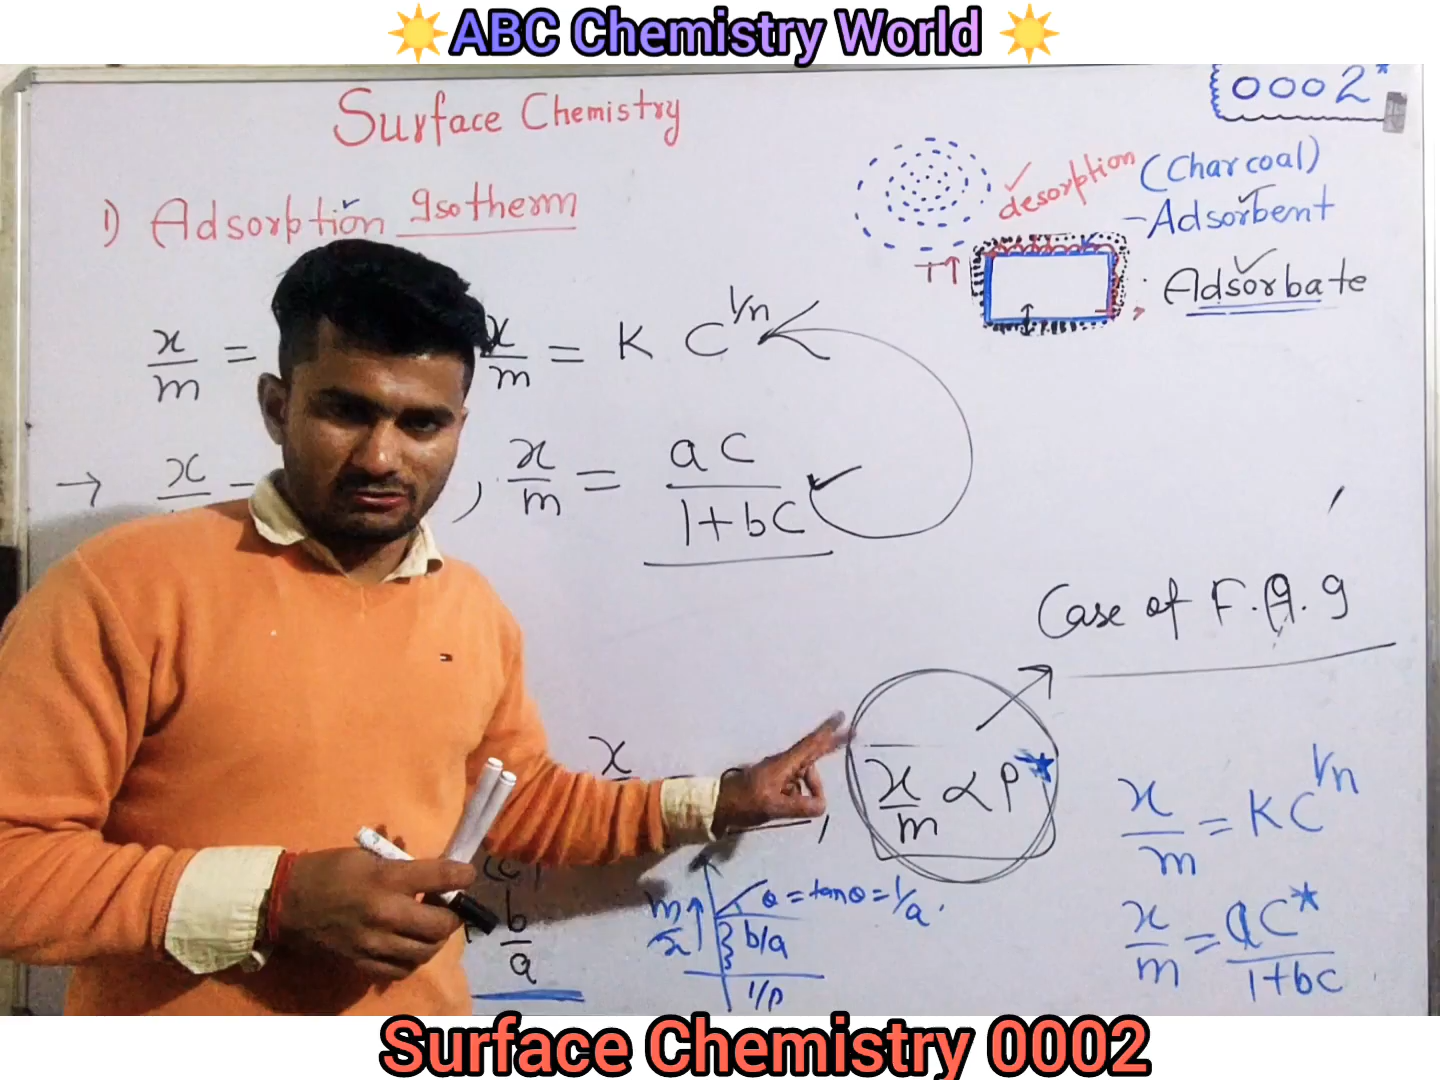 ABC Chemistry World
0002*
Surface Chemistry
1) Adsorption Isotherm
desorption
(Charcoal)
Adsorbent
T↑
Adsorbate
x/m =
x/m = K C^1/n
→ x
, x/m = aC/1+bC
Case of F.A.I
x
x/m ∝ P*
x/m = KC^1/n
x/m = aC*/1+bC
b/a
m/x ↑
θ = tanθ = 1/a.
b/a
1/P
Surface Chemistry 0002